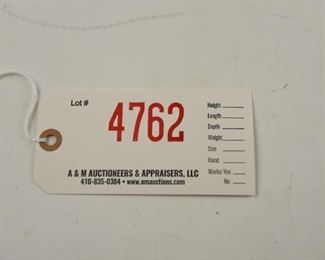 Lot #
4762
Height
Length
Depth
Weight
Size
Karat
Works: Yes
No
A & M AUCTIONEERS & APPRAISERS, LLC
410-835-0384 • www.amauctions.com